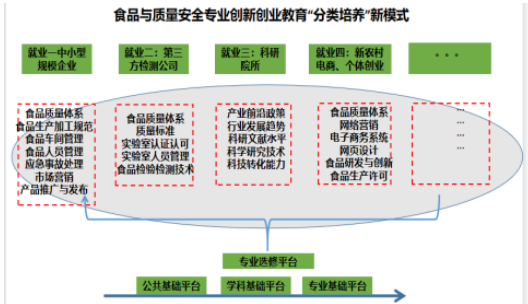 食品与质量安全专业创新创业教育“分类培养”新模式
就业一中小型
规模企业
就业二：第三
方检测公司
就业三：科研
院所
就业四：新农村
电商、个体创业
• • •
食品质量体系
食品生产加工规范
食品车间管理
食品人员管理
应急事故处理
市场营销
产品推广与发布
食品质量体系
质量标准
实验室认证认可
实验室人员管理
食品检验检测技术
产业前沿政策
行业发展趋势
科研文献水平
科学研究技术
科技转化能力
食品质量体系
网络营销
电子商务系统
网页设计
食品研发与创新
食品生产许可
…
…
…
…
专业选修平台
公共基础平台
学科基础平台
专业基础平台